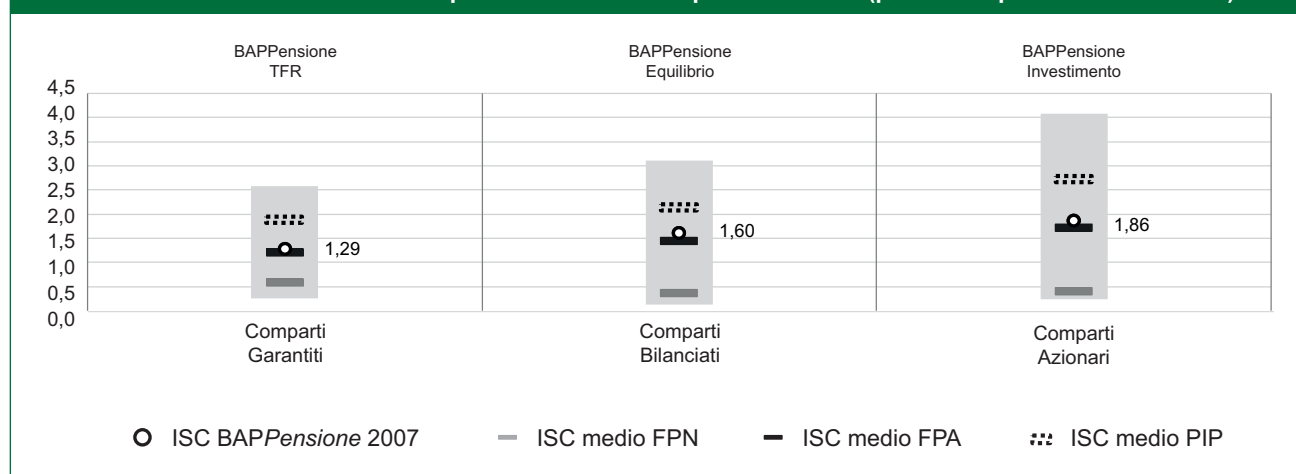 BAPPensione
TFR
BAPPensione
Equilibrio
BAPPensione
Investimento
4,5
4,0
3,5
3,0
2,5
2,0
1,5
1,0
0,5
0,0
1,29
1,60
1,86
Comparti
Garantiti
Comparti
Bilanciati
Comparti
Azionari
ISC BAPPensione 2007
ISC medio FPN
ISC medio FPA
ISC medio PIP